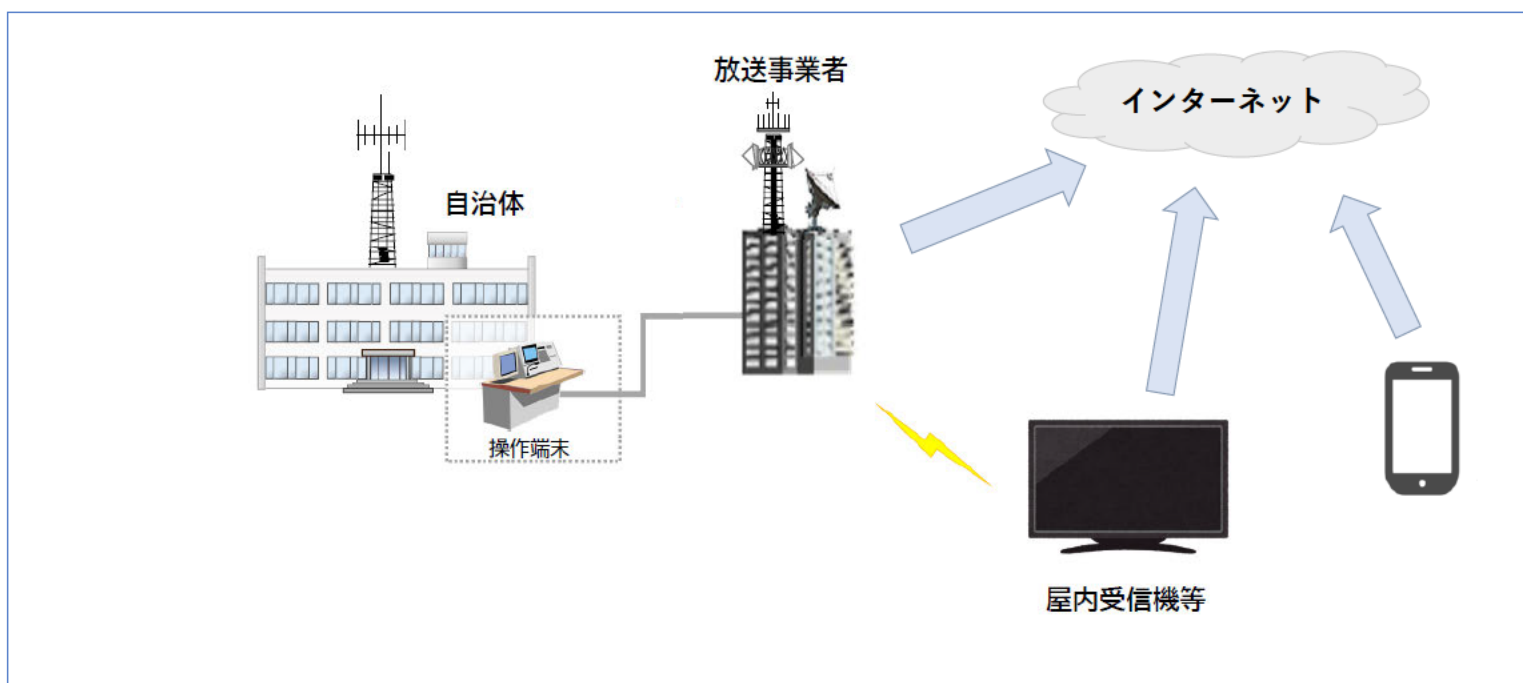 放送事業者
インターネット
自治体
操作端末
屋内受信機等